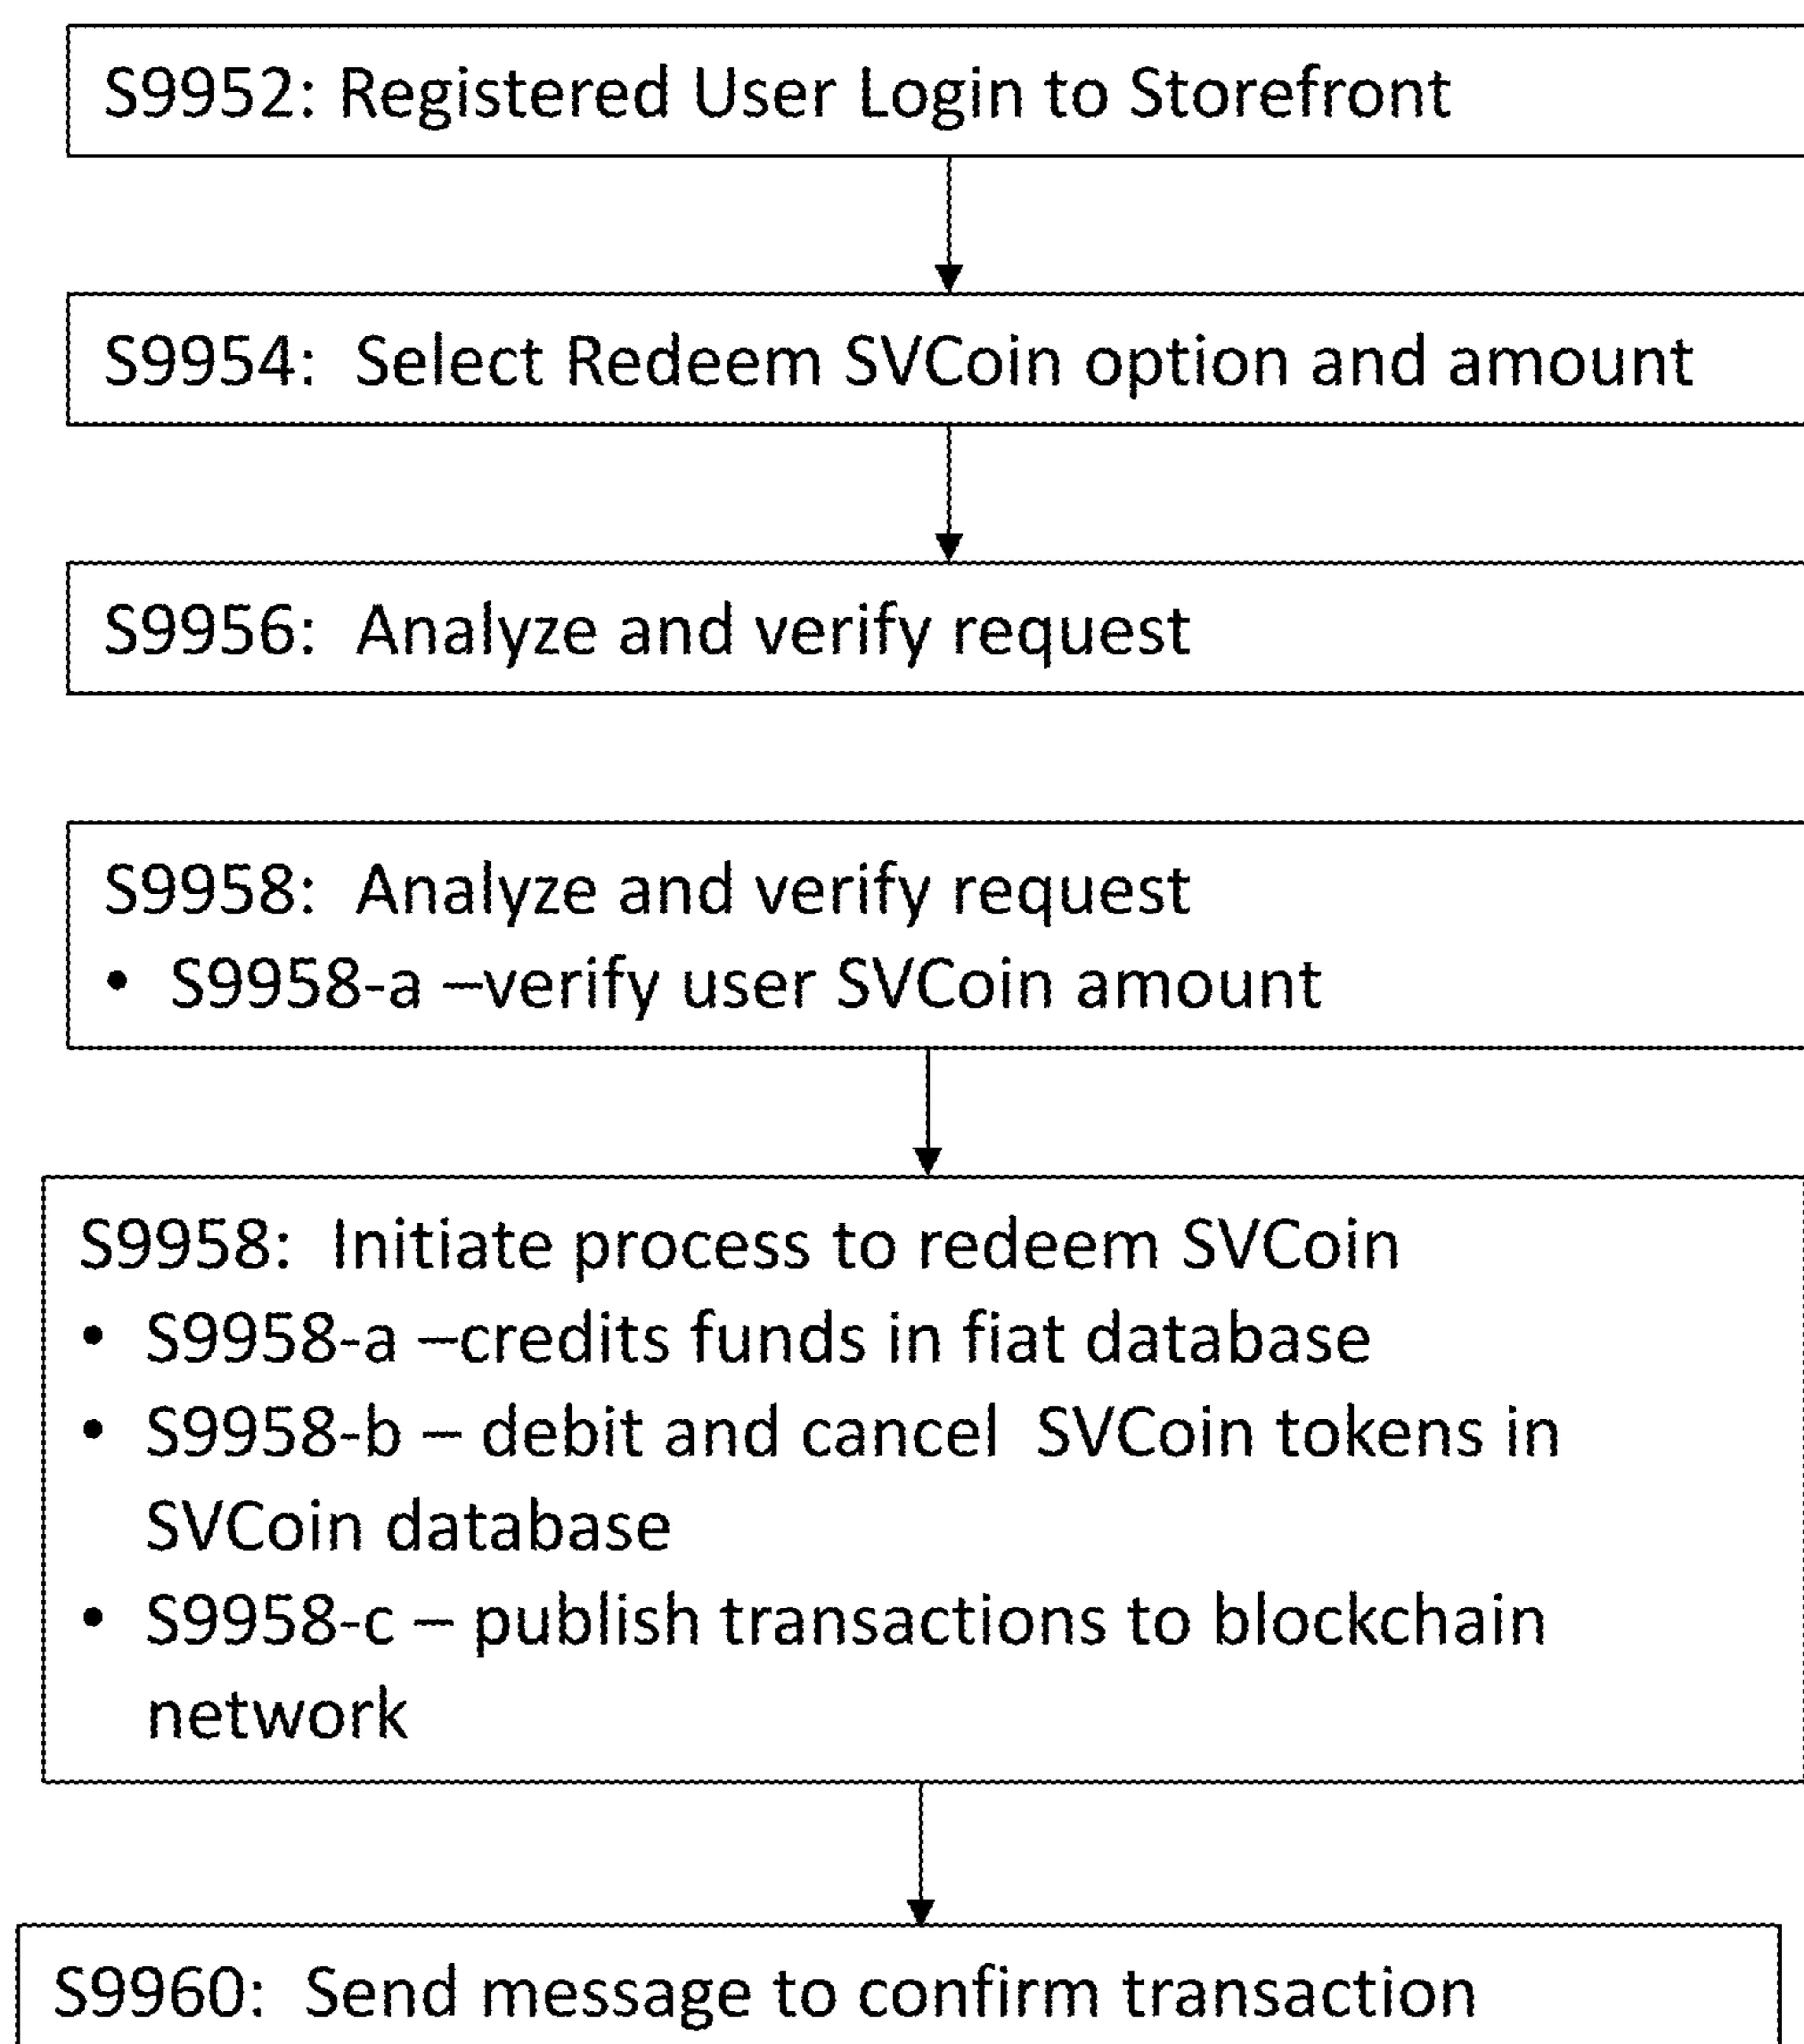 S9952: Registered User Login to Storefront
S9954: Select Redeem SVCoin option and amount
S9956: Analyze and verify request
S9958: Analyze and verify request
• S9958-a –verify user SVCoin amount
S9958: Initiate process to redeem SVCoin
• S9958-a –credits funds in fiat database
• S9958-b – debit and cancel SVCoin tokens in
SVCoin database
• S9958-c – publish transactions to blockchain
network
S9960: Send message to confirm transaction